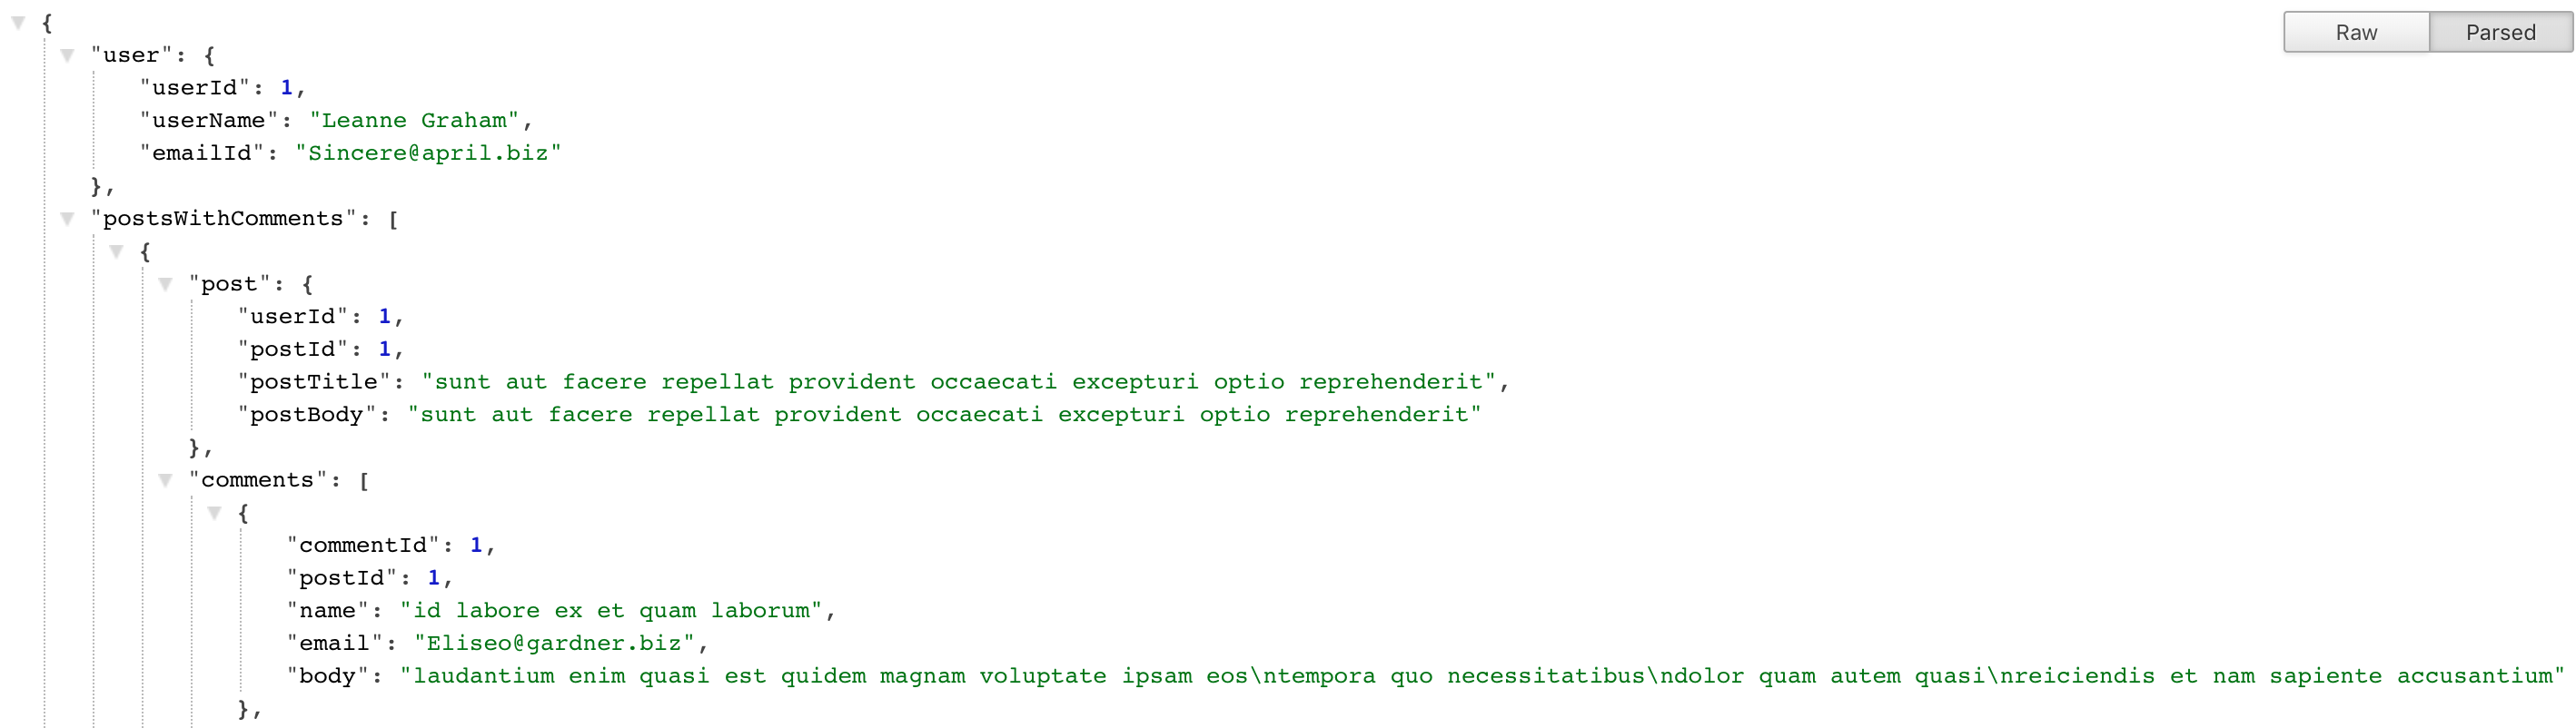 {
Raw Parsed
"user": {
"userId": 1,
"userName": "Leanne Graham",
"emailId": "Sincere@april.biz"
},
"postsWithComments": [
{
"post": {
"userId": 1,
"postId": 1,
"postTitle": "sunt aut facere repellat provident occaecati excepturi optio reprehenderit",
"postBody": "sunt aut facere repellat provident occaecati excepturi optio reprehenderit"
},
"comments": [
{
"commentId": 1,
"postId": 1,
"name": "id labore ex et quam laborum",
"email": "Eliseo@gardner.biz",
"body": "laudantium enim quasi est quidem magnam voluptate ipsam eos\ntempora quo necessitatibus\ndolor quam autem quasi\nreiciendis et nam sapiente accusantium"
},